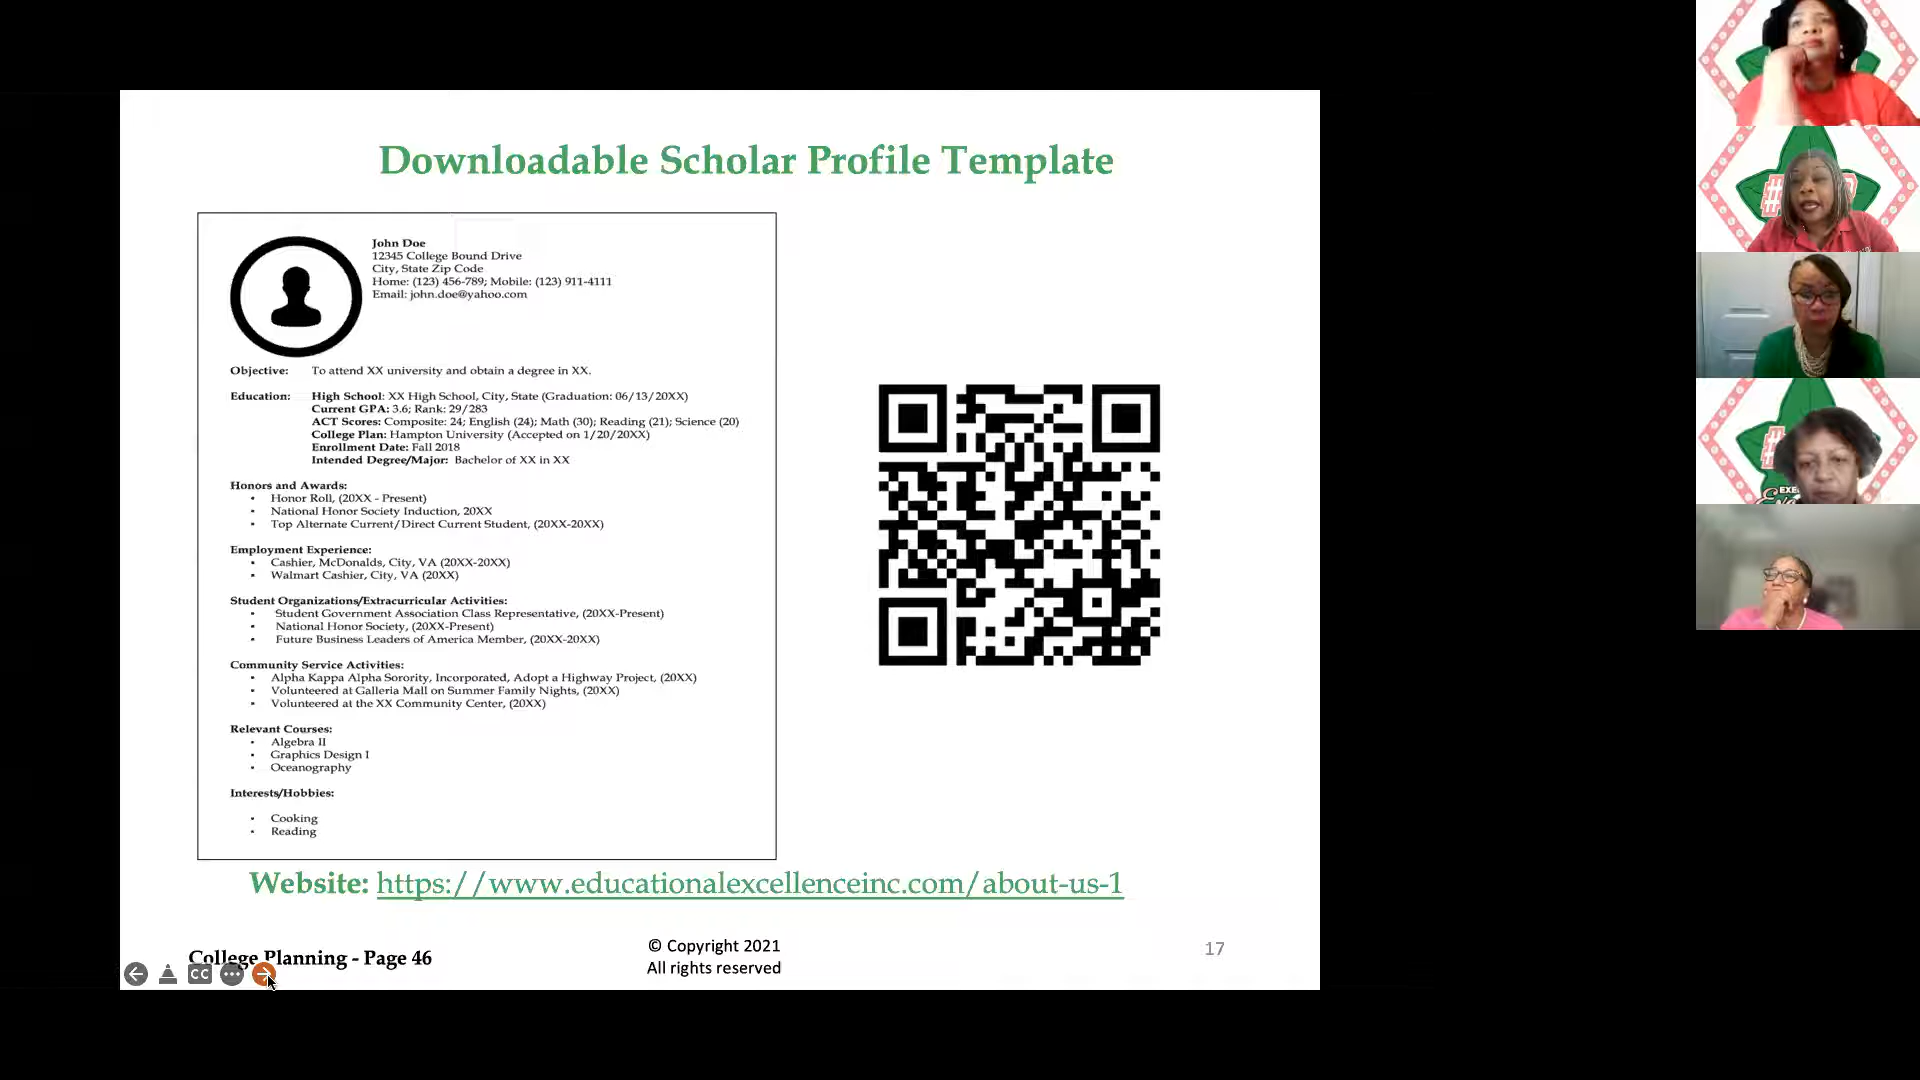 Downloadable Scholar Profile Template
John Doe
12345 College Bound Drive
City, State Zip Code
Home: (123) 456-789; Mobile: (123) 911-4111
Email: john.doe@yahoo.com
Objective: To attend XX university and obtain a degree in XX.
Education: High School: XX High School, City, State (Graduation: 06/13/20XX)
Current GPA: 3.6; Rank: 29/283
ACT Scores: Composite: 24; English (24); Math (30); Reading (21); Science (20)
College Plan: Hampton University (Accepted on 1/20/20XX)
Enrollment Date: Fall 2018
Intended Degree/Major: Bachelor of XX in XX
Honors and Awards:
• Honor Roll, (20XX - Present)
• National Honor Society Induction, 20XX
• Top Alternate Current/Direct Current Student, (20XX-20XX)
Employment Experience:
• Cashier, McDonalds, City, VA (20XX-20XX)
• Walmart Cashier, City, VA (20XX)
Student Organizations/Extracurricular Activities:
• Student Government Association Class Representative, (20XX-Present)
• National Honor Society, (20XX-Present)
• Future Business Leaders of America Member, (20XX-20XX)
Community Service Activities:
• Alpha Kappa Alpha Sorority, Incorporated, Adopt a Highway Project, (20XX)
• Volunteered at Galleria Mall on Summer Family Nights, (20XX)
• Volunteered at the XX Community Center, (20XX)
Relevant Courses:
• Algebra II
• Graphics Design I
• Oceanography
Interests/Hobbies:
• Cooking
• Reading
Website: https://www.educationalexcellenceinc.com/about-us-1
College Planning - Page 46
© Copyright 2021
All rights reserved
17
CC